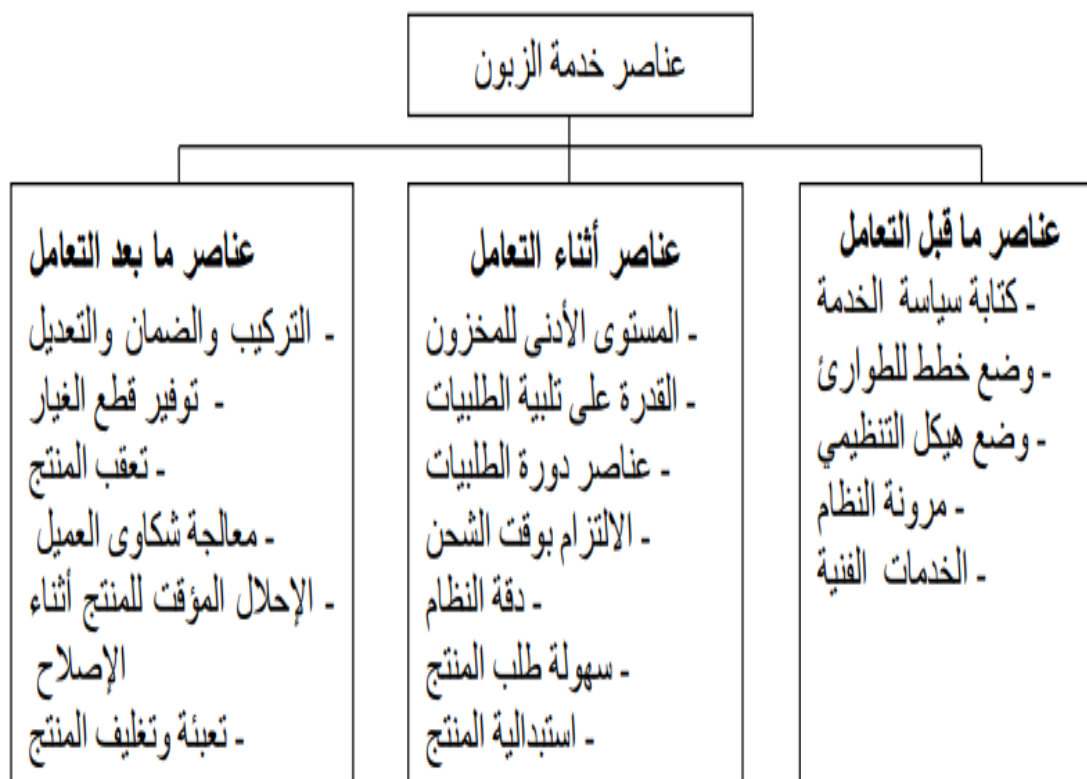 عناصر خدمة الزبون
عناصر ما قبل التعامل
- كتابة سياسة الخدمة
- وضع خطط للطوارئ
- وضع هيكل التنظيمي
- مرونة النظام
- الخدمات الفنية
عناصر أثناء التعامل
- المستوى الأدنى للمخزون
- القدرة على تلبية الطلبيات
- عناصر دورة الطلبيات
- الالتزام بوقت الشحن
- دقة النظام
- سهولة طلب المنتج
- استبدالية المنتج
عناصر ما بعد التعامل
- التركيب والضمان والتعديل
- توفير قطع الغيار
- تعقب المنتج
- معالجة شكاوى العميل
- الإحلال المؤقت للمنتج أثناء
الإصلاح
- تعبئة وتغليف المنتج